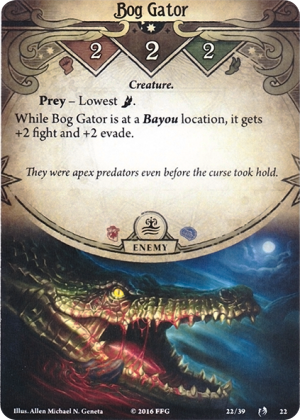 Bog Gator
2 2 2
Creature.
Prey – Lowest .
While Bog Gator is at a Bayou location, it gets
+2 fight and +2 evade.
They were apex predators even before the curse took hold.
ENEMY
Illus. Allen Michael N. Geneta © 2016 FFG 22/39 22